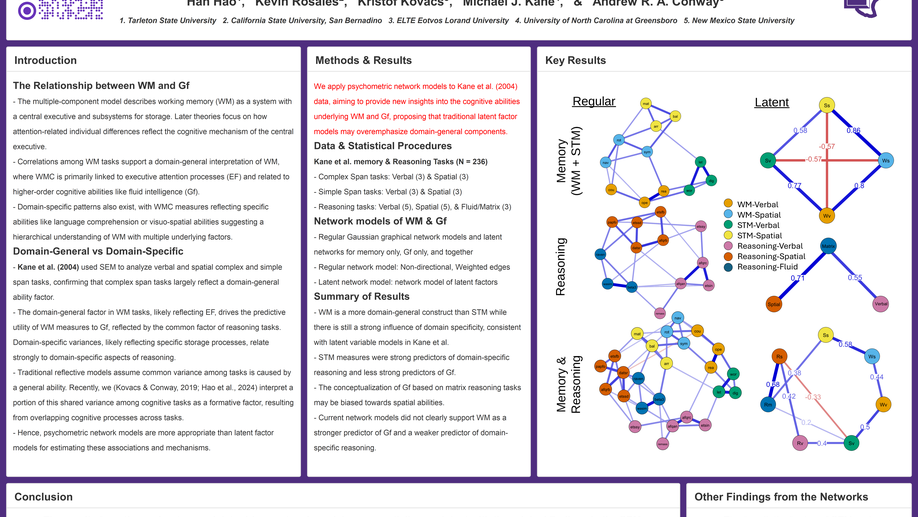 Han Hao¹, Kevin Rosales², Kristof Kovacs³, Michael J. Kane⁴, & Andrew R. A. Conway⁵
1. Tarleton State University 2. California State University, San Bernadino 3. ELTE Eotvos Lorand University 4. University of North Carolina at Greensboro 5. New Mexico State University
Introduction
The Relationship between WM and Gf
- The multiple-component model describes working memory (WM) as a system with
a central executive and subsystems for storage. Later theories focus on how
attention-related individual differences reflect the cognitive mechanism of the central
executive.
- Correlations among WM tasks support a domain-general interpretation of WM,
where WMC is primarily linked to executive attention processes (EF) and related to
higher-order cognitive abilities like fluid intelligence (Gf).
- Domain-specific patterns also exist, with WMC measures reflecting specific
abilities like language comprehension or visuo-spatial abilities suggesting a
hierarchical understanding of WM with multiple underlying factors.
Domain-General vs Domain-Specific
- Kane et al. (2004) used SEM to analyze verbal and spatial complex and simple
span tasks, confirming that complex span tasks largely reflect a domain-general
ability factor.
- The domain-general factor in WM tasks, likely reflecting EF, drives the predictive
utility of WM measures to Gf, reflected by the common factor of reasoning tasks.
Domain-specific variances, likely reflecting specific storage processes, relate
strongly to domain-specific aspects of reasoning.
- Traditional reflective models assume common variance among tasks is caused by
a general ability. Recently, we (Kovacs & Conway, 2019; Hao et al., 2024) interpret a
portion of this shared variance among cognitive tasks as a formative factor, resulting
from overlapping cognitive processes across tasks.
- Hence, psychometric network models are more appropriate than latent factor
models for estimating these associations and mechanisms.
Methods & Results
We apply psychometric network models to Kane et al. (2004)
data, aiming to provide new insights into the cognitive abilities
underlying WM and Gf, proposing that traditional latent factor
models may overemphasize domain-general components.
Data & Statistical Procedures
Kane et al. memory & Reasoning Tasks (N = 236)
- Complex Span tasks: Verbal (3) & Spatial (3)
- Simple Span tasks: Verbal (3) & Spatial (3)
- Reasoning tasks: Verbal (5), Spatial (5), & Fluid/Matrix (3)
Network models of WM & Gf
- Regular Gaussian graphical network models and latent
networks for memory only, Gf only, and together
- Regular network model: Non-directional, Weighted edges
- Latent network model: network model of latent factors
Summary of Results
- WM is a more domain-general construct than STM while
there is still a strong influence of domain specificity, consistent
with latent variable models in Kane et al.
- STM measures were strong predictors of domain-specific
reasoning and less strong predictors of Gf.
- The conceptualization of Gf based on matrix reasoning tasks
may be biased towards spatial abilities.
- Current network models did not clearly support WM as a
stronger predictor of Gf and a weaker predictor of domain-
specific reasoning.
Key Results
Regular
Latent
Memory
(WM + STM)
Ss
0.58
0.86
-0.57
-0.57
Sv
Ws
0.77
0.8
Wv
WM-Verbal
WM-Spatial
STM-Verbal
STM-Spatial
Reasoning-Verbal
Reasoning-Spatial
Reasoning-Fluid
Reasoning
0.71
0.55
Spatial
Verbal
Memory &
Reasoning
Ss
0.58
Rs
Ws
0.58
0.44
0.42
-0.33
Wv
0.2
0.5
Rv
0.4
Sv
Conclusion
Other Findings from the Networks